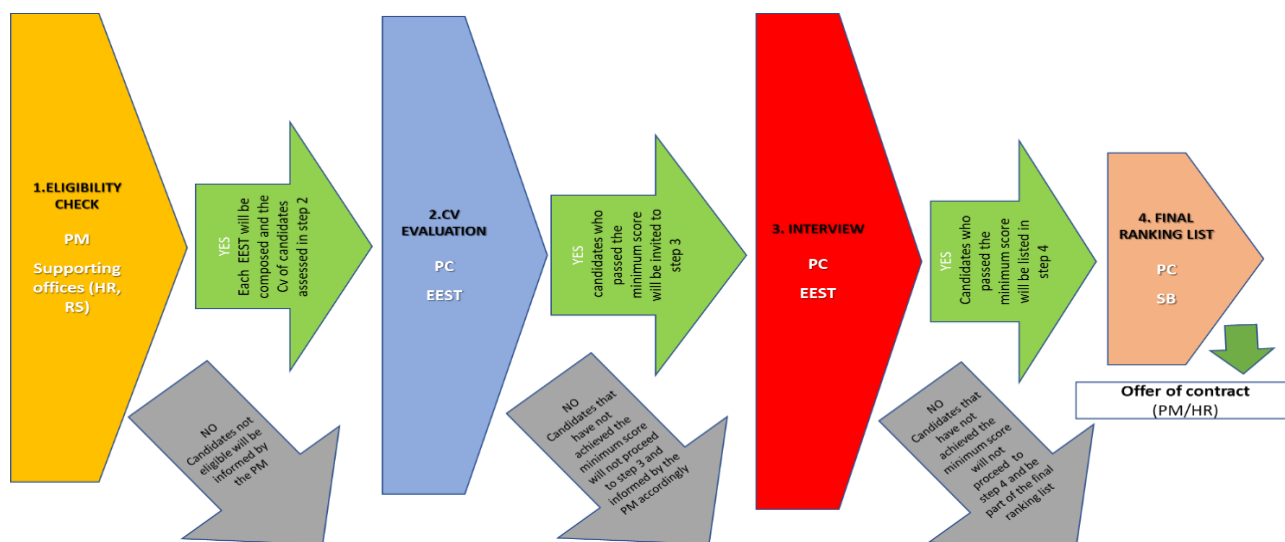 1.ELIGIBILITY
CHECK
PM
Supporting
offices (HR,
RS)
YES
Each EEST will be
composed and the
Cv of candidates
assessed in step 2
NO
Candidates not
eligible will be
informed by
the PM
2.CV
EVALUATION
PC
EEST
YES
candidates who
passed the
minimum score
will be invited to
step 3
NO
Candidates that
have not
achieved the
minimum score
will not proceed
to step 3 and
informed by the
PM accordingly
3. INTERVIEW
PC
EEST
YES
Candidates who
passed the
minimum score
will be listed in
step 4
NO
Candidates that
have not
achieved the
minimum score
will not
proceed to
step 4 and be
part of the final
ranking list
4. FINAL
RANKING LIST
PC
SB
Offer of contract
(PM/HR)